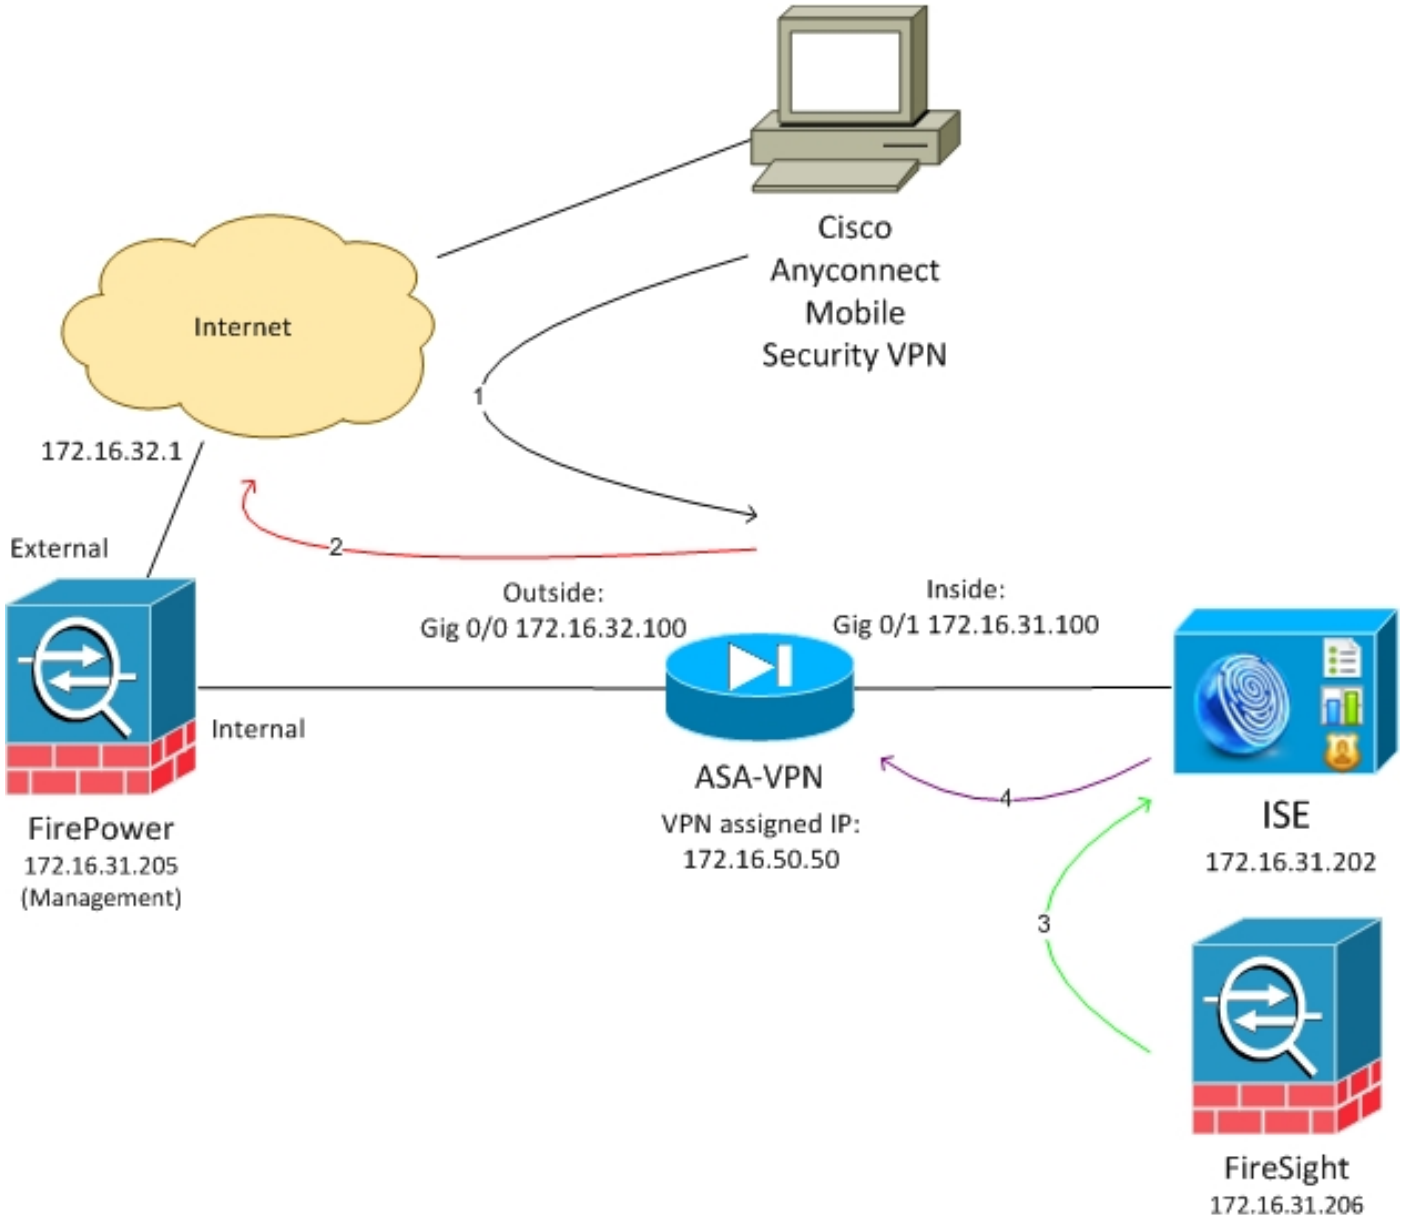 Cisco
Anyconnect
Mobile
Security VPN
Internet
1
172.16.32.1
2
External
Outside:
Gig 0/0 172.16.32.100
Inside:
Gig 0/1 172.16.31.100
Internal
ASA-VPN
VPN assigned IP:
172.16.50.50
4
ISE
172.16.31.202
FirePower
172.16.31.205
(Management)
3
FireSight
172.16.31.206